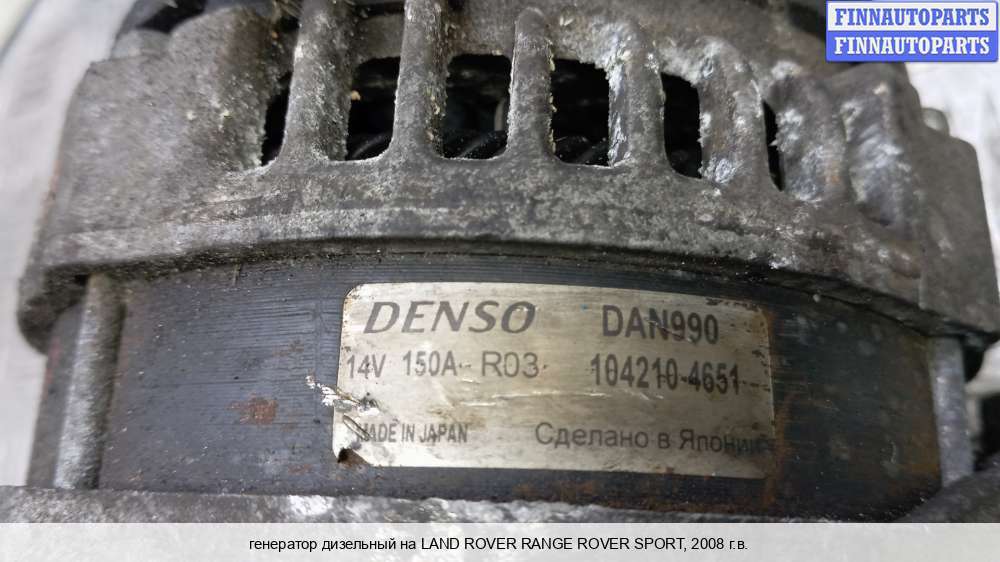 FINNAUTOPARTS
FINNAUTOPARTS
DENSO DAN990
14V 150A R03 104210-4651
MADE IN JAPAN Сделано в Японии
генератор дизельный на LAND ROVER RANGE ROVER SPORT, 2008 г.в.